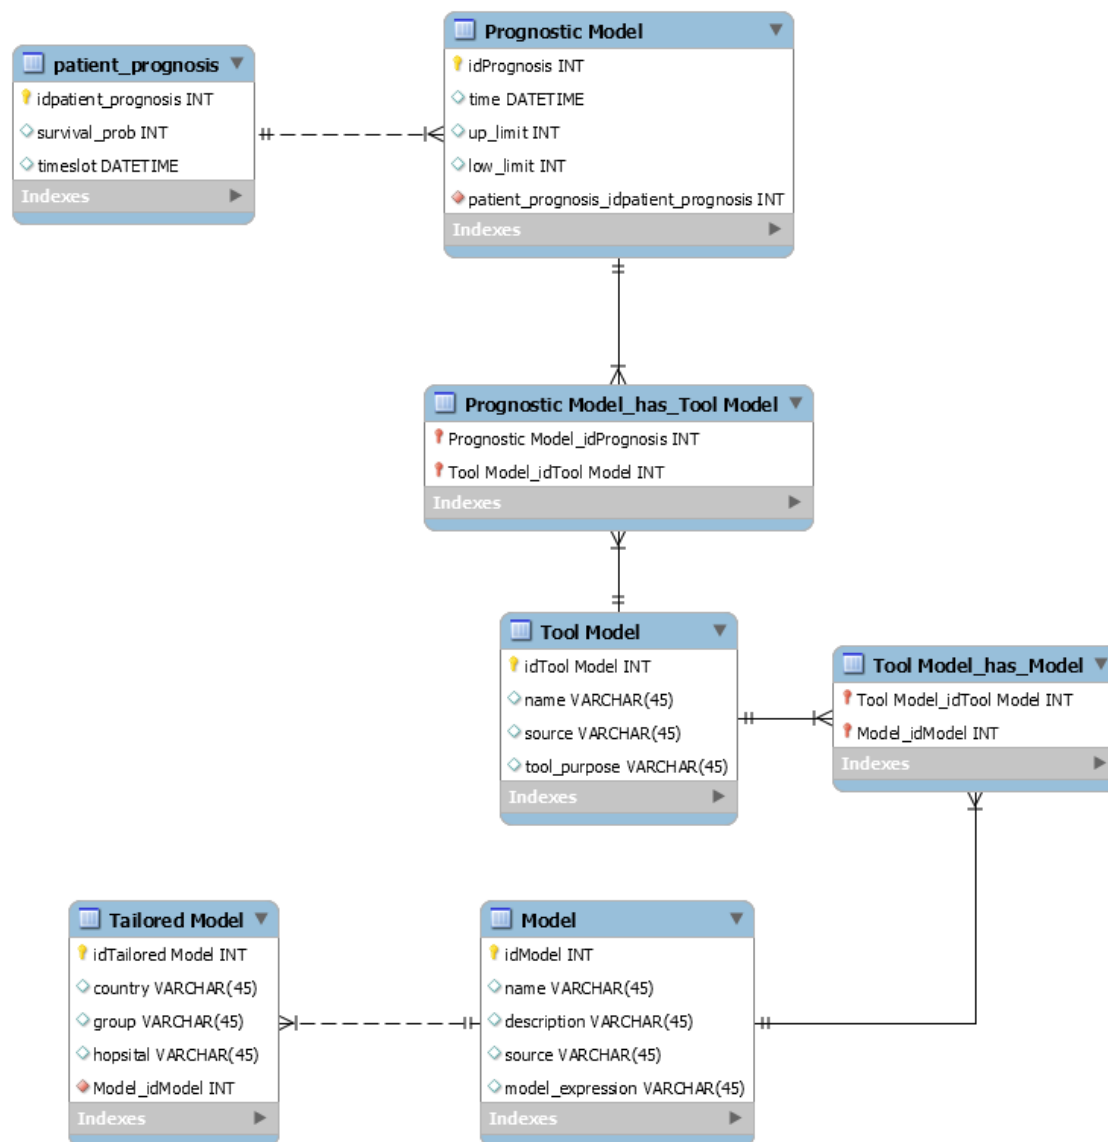 patient_prognosis
idpatient_prognosis INT
survival_prob INT
timeslot DATETIME
Indexes
Prognostic Model
idPrognosis INT
time DATETIME
up_limit INT
low_limit INT
patient_prognosis_idpatient_prognosis INT
Indexes
Prognostic Model_has_Tool Model
Prognostic Model_idPrognosis INT
Tool Model_idTool Model INT
Indexes
Tool Model
idTool Model INT
name VARCHAR(45)
source VARCHAR(45)
tool_purpose VARCHAR(45)
Indexes
Tool Model_has_Model
Tool Model_idTool Model INT
Model_idModel INT
Indexes
Tailored Model
idTailored Model INT
country VARCHAR(45)
group VARCHAR(45)
hopsital VARCHAR(45)
Model_idModel INT
Indexes
Model
idModel INT
name VARCHAR(45)
description VARCHAR(45)
source VARCHAR(45)
model_expression VARCHAR(45)
Indexes